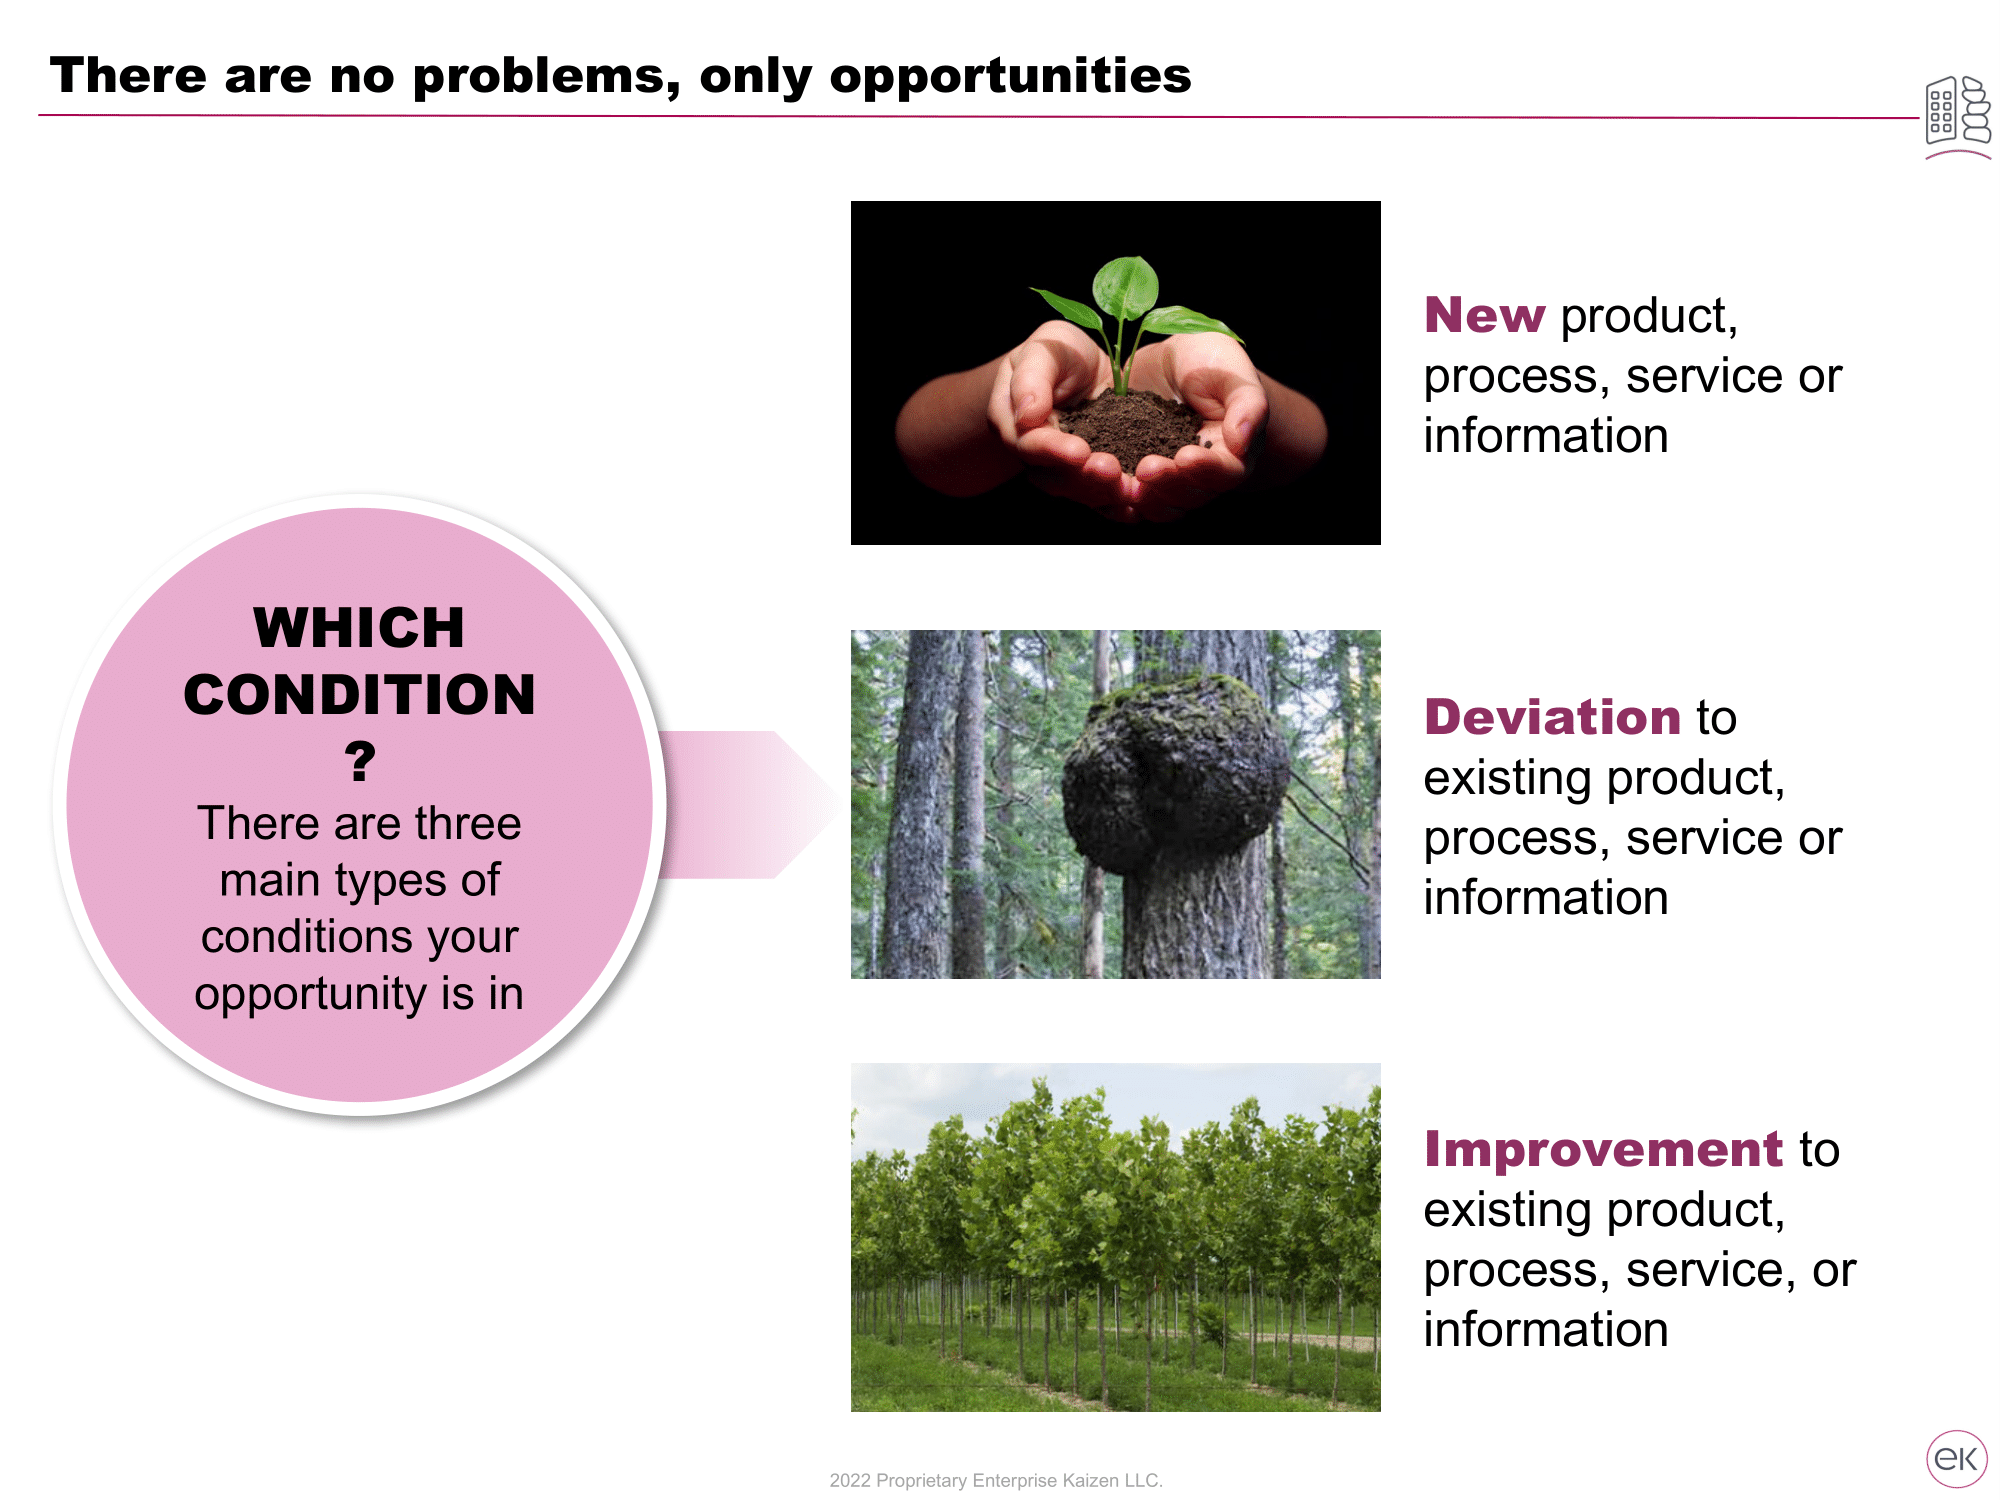 There are no problems, only opportunities
WHICH
CONDITION
?
There are three
main types of
conditions your
opportunity is in
New product,
process, service or
information
Deviation to
existing product,
process, service or
information
Improvement to
existing product,
process, service, or
information
2022 Proprietary Enterprise Kaizen LLC.
eK